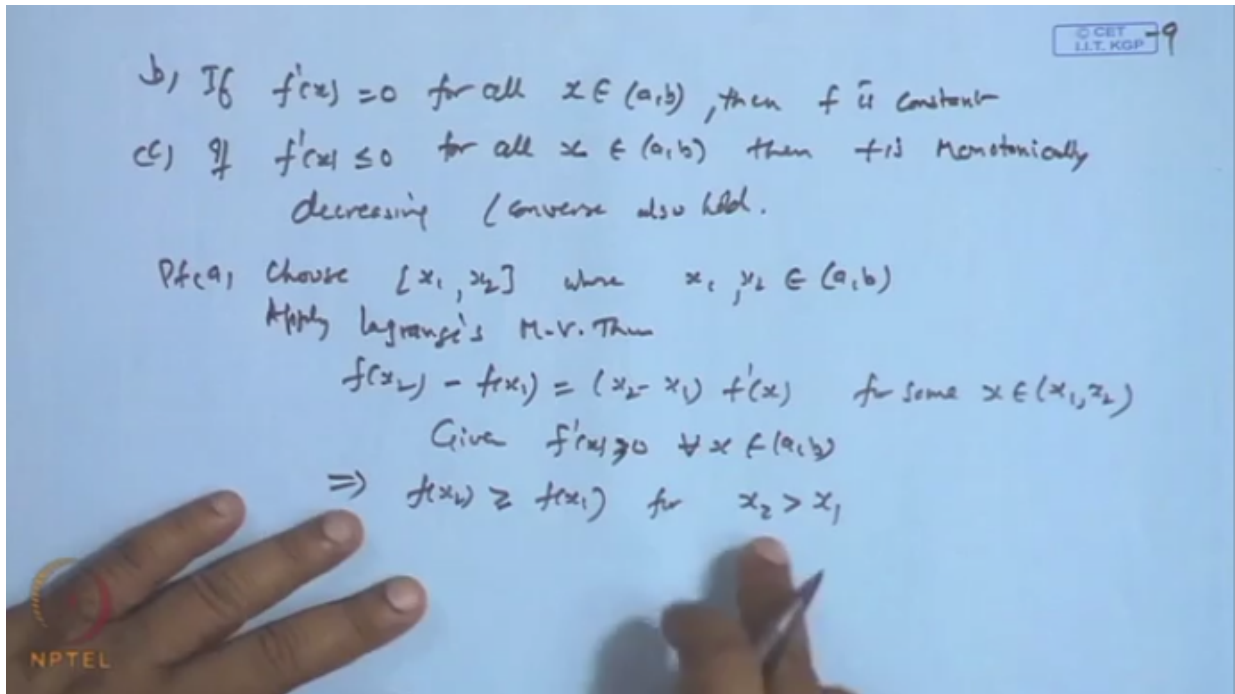 © CET
I.I.T. KGP -9
b) If f'(x) = 0 for all x ∈ (a,b), then f is constant
(c) If f'(x) ≤ 0 for all x ∈ (a,b) then f is Monotonically
decreasing (converse also hold.
Pf(a) Choose [x₁, x₂] where x₁, x₂ ∈ (a,b)
Apply Lagrange's M.V. Thm
f(x₂) - f(x₁) = (x₂ - x₁) f'(x) for some x ∈ (x₁, x₂)
Given f'(x) ≥ 0 ∀ x ∈ (a,b)
⇒ f(x₂) ≥ f(x₁) for x₂ > x₁
NPTEL